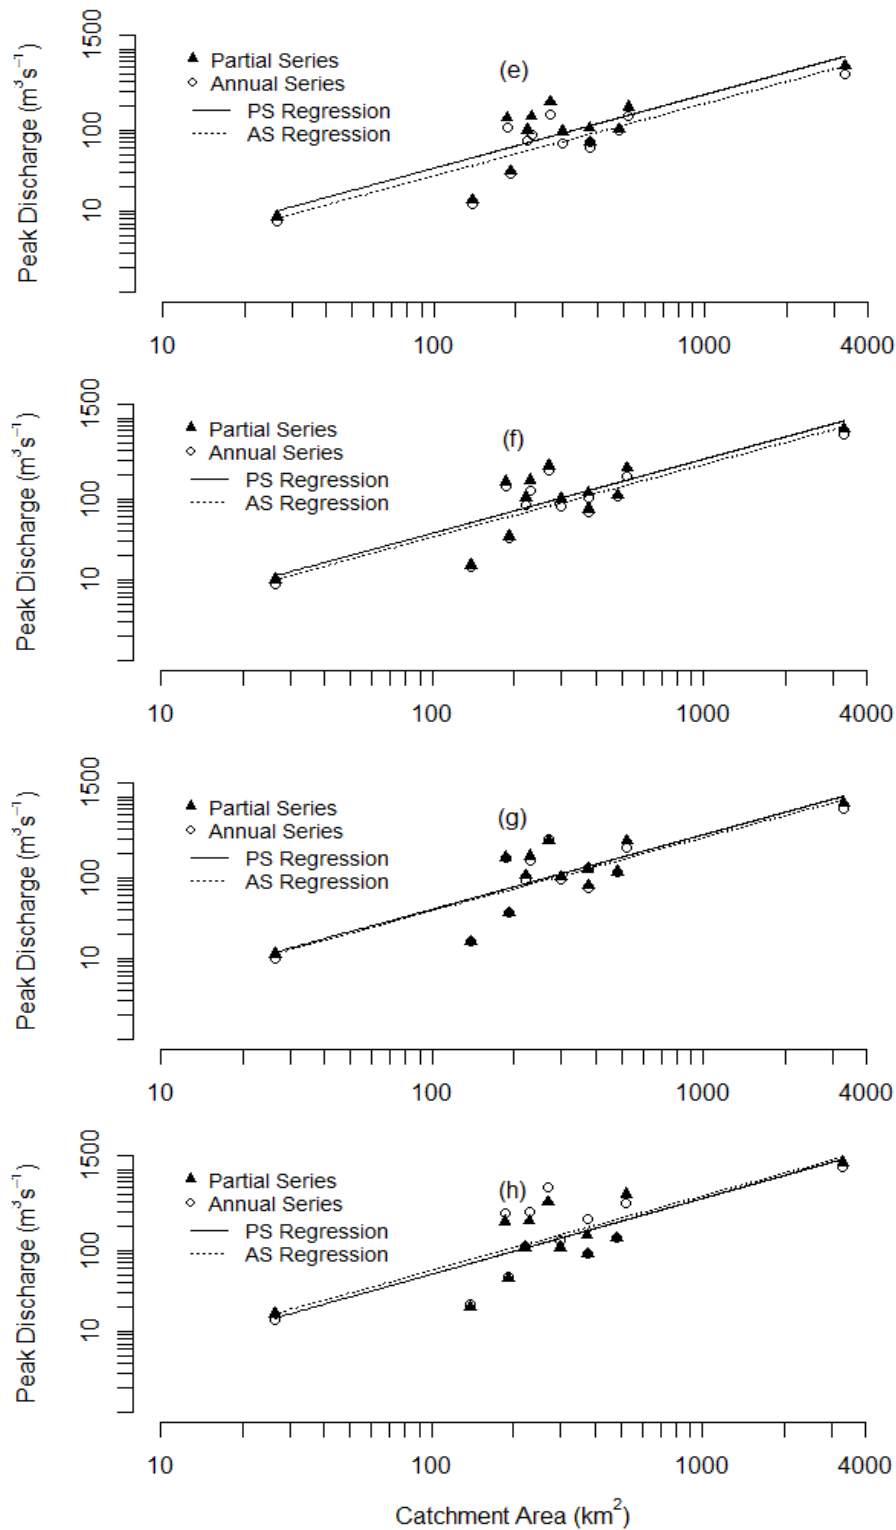 1500
100
10
Peak Discharge (m³s⁻¹)
Partial Series
Annual Series
PS Regression
AS Regression
(e)
10 100 1000 4000
1500
100
10
Peak Discharge (m³s⁻¹)
Partial Series
Annual Series
PS Regression
AS Regression
(f)
10 100 1000 4000
1500
100
10
Peak Discharge (m³s⁻¹)
Partial Series
Annual Series
PS Regression
AS Regression
(g)
10 100 1000 4000
1500
100
10
Peak Discharge (m³s⁻¹)
Partial Series
Annual Series
PS Regression
AS Regression
(h)
10 100 1000 4000
Catchment Area (km²)